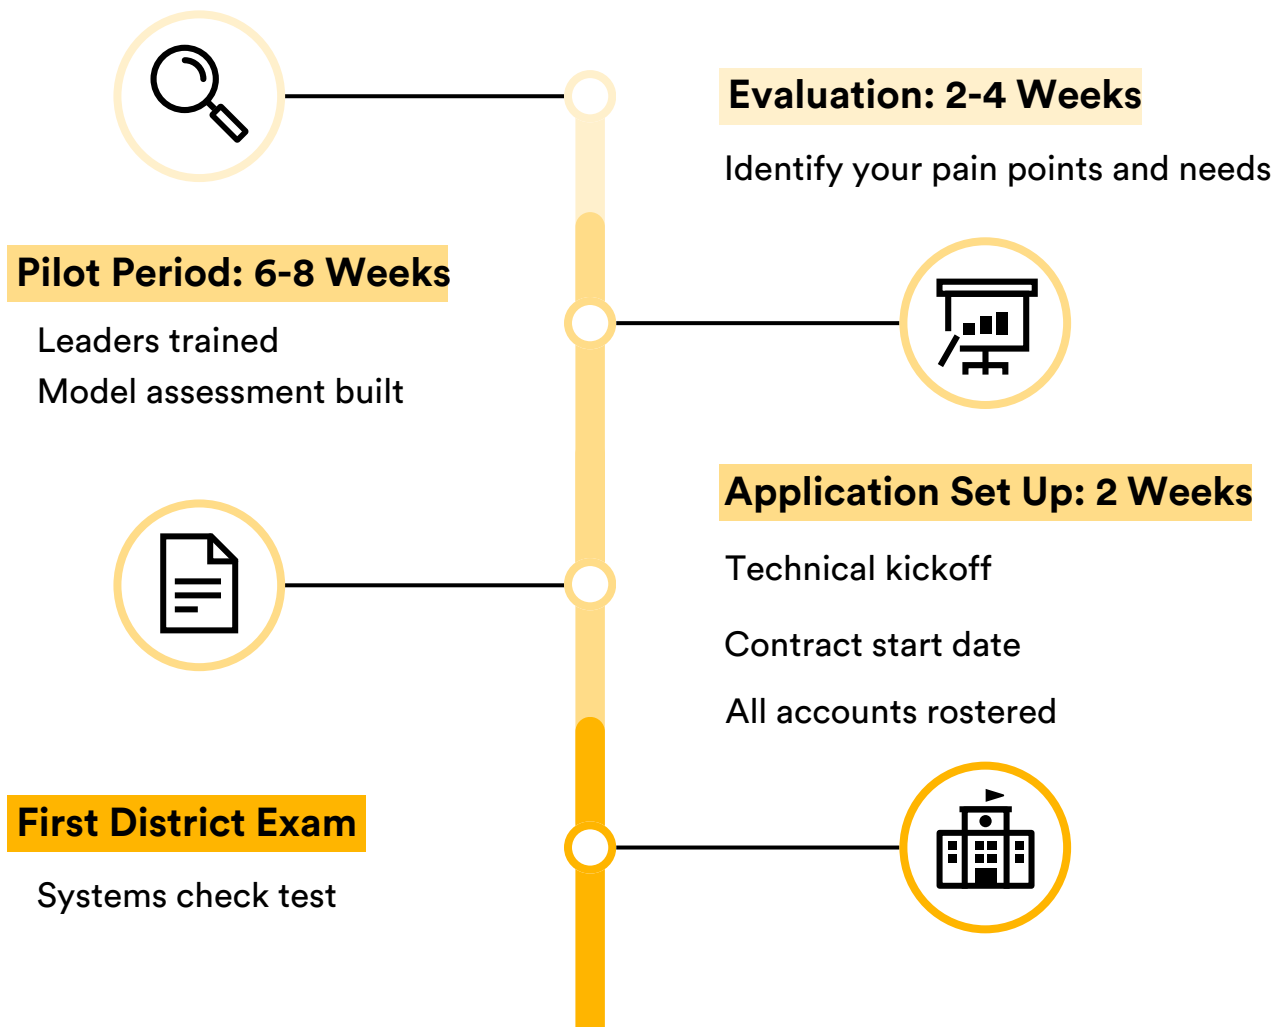 Evaluation: 2-4 Weeks
Identify your pain points and needs
Pilot Period: 6-8 Weeks
Leaders trained
Model assessment built
Application Set Up: 2 Weeks
Technical kickoff
Contract start date
All accounts rostered
First District Exam
Systems check test